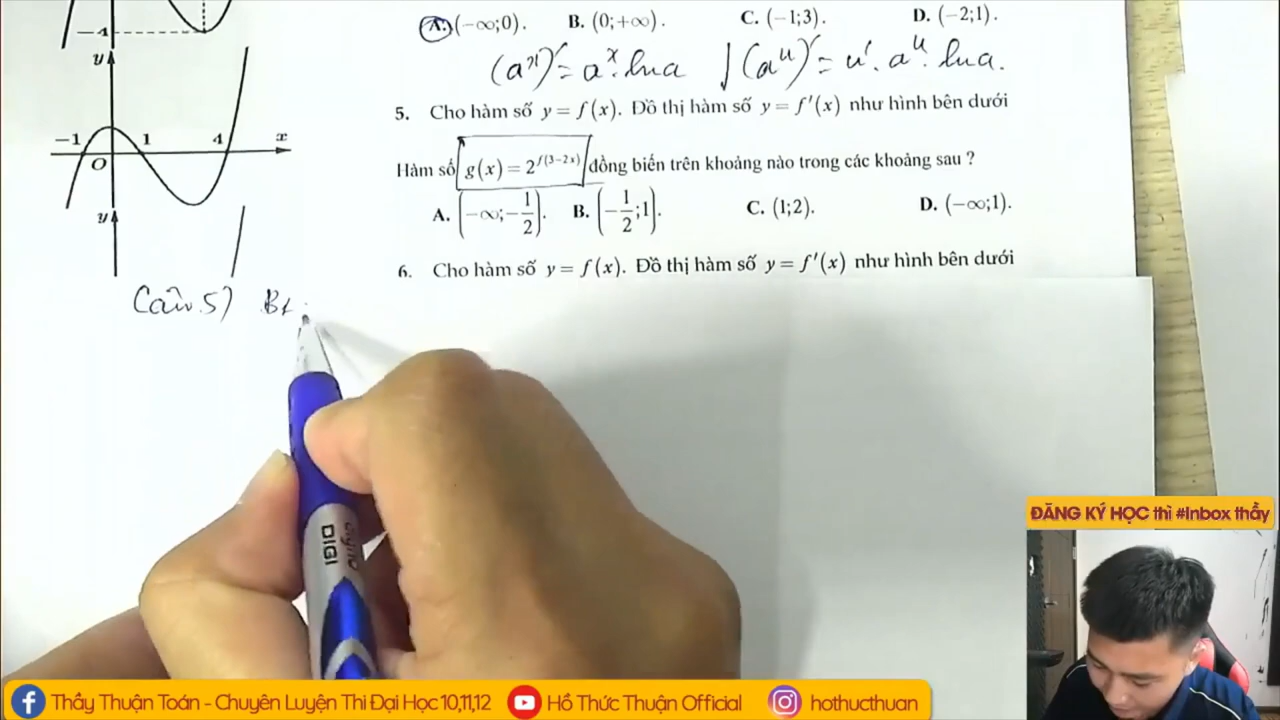 −4
A. (−∞;0). B. (0;+∞). C. (−1;3). D. (−2;1).
y
(aˣ)' = aˣ. lna ∫(aᵘ)' = u'. aᵘ. lna.
5. Cho hàm số y = f(x). Đồ thị hàm số y = f'(x) như hình bên dưới
−1 1 4 x
O
Hàm số g(x) = 2^{f(3−2x)} đồng biến trên khoảng nào trong các khoảng sau ?
A. (−∞;−1/2). B. (−1/2;1). C. (1;2). D. (−∞;1).
y
6. Cho hàm số y = f(x). Đồ thị hàm số y = f'(x) như hình bên dưới
Câu 5)
DIGI
ĐĂNG KÝ HỌC thì #Inbox thầy
Thầy Thuận Toán - Chuyên Luyện Thi Đại Học 10,11,12 Hồ Thức Thuận Official hothucthuan